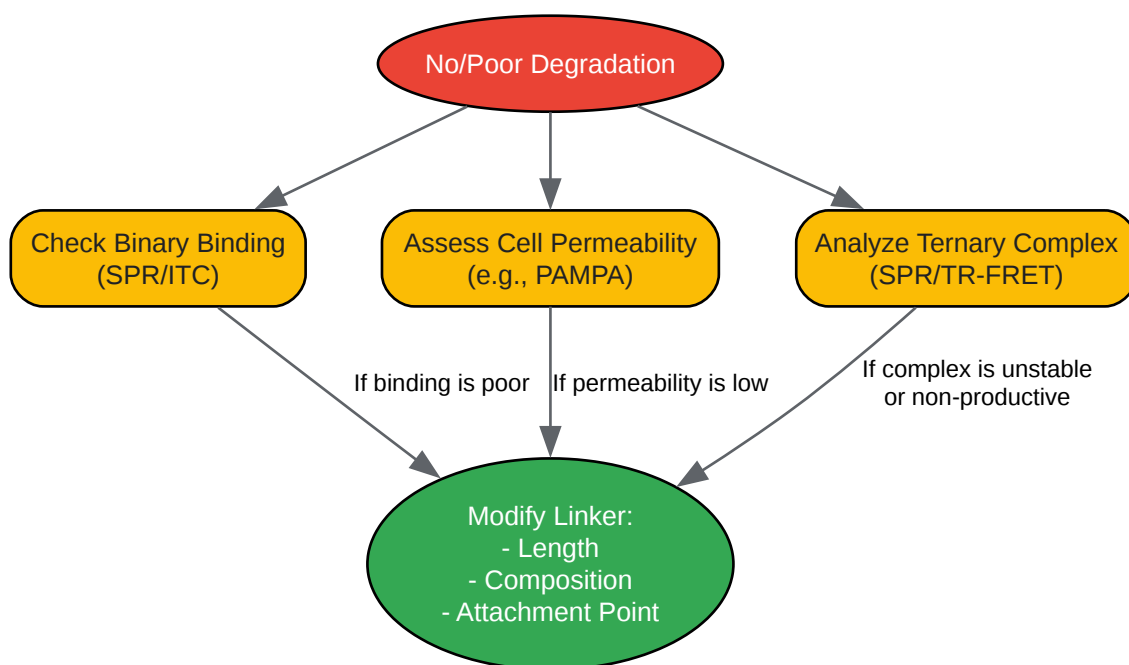 No/Poor Degradation
Check Binary Binding
(SPR/ITC)
Assess Cell Permeability
(e.g., PAMPA)
Analyze Ternary Complex
(SPR/TR-FRET)
If binding is poor
If permeability is low
If complex is unstable
or non-productive
Modify Linker:
- Length
- Composition
- Attachment Point